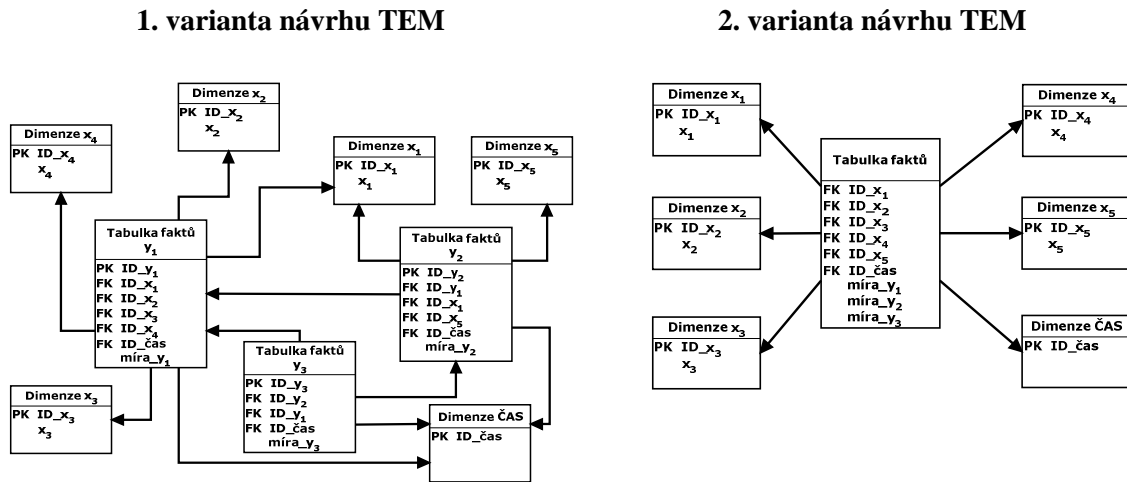 1. varianta návrhu TEM
Dimenze x2
PK ID_x2
x2
Dimenze x4
PK ID_x4
x4
Dimenze x1
PK ID_x1
x1
Dimenze x5
PK ID_x5
x5
Tabulka faktů
y1
PK ID_y1
FK ID_x1
FK ID_x2
FK ID_x3
FK ID_x4
FK ID_čas
míra_y1
Tabulka faktů
y2
PK ID_y2
FK ID_y1
FK ID_x1
FK ID_x5
FK ID_čas
míra_y2
Tabulka faktů
y3
PK ID_y3
FK ID_y2
FK ID_y1
FK ID_čas
míra_y3
Dimenze x3
PK ID_x3
x3
Dimenze ČAS
PK ID_čas
2. varianta návrhu TEM
Dimenze x1
PK ID_x1
x1
Dimenze x4
PK ID_x4
x4
Tabulka faktů
FK ID_x1
FK ID_x2
FK ID_x3
FK ID_x4
FK ID_x5
FK ID_čas
míra_y1
míra_y2
míra_y3
Dimenze x2
PK ID_x2
x2
Dimenze x5
PK ID_x5
x5
Dimenze x3
PK ID_x3
x3
Dimenze ČAS
PK ID_čas